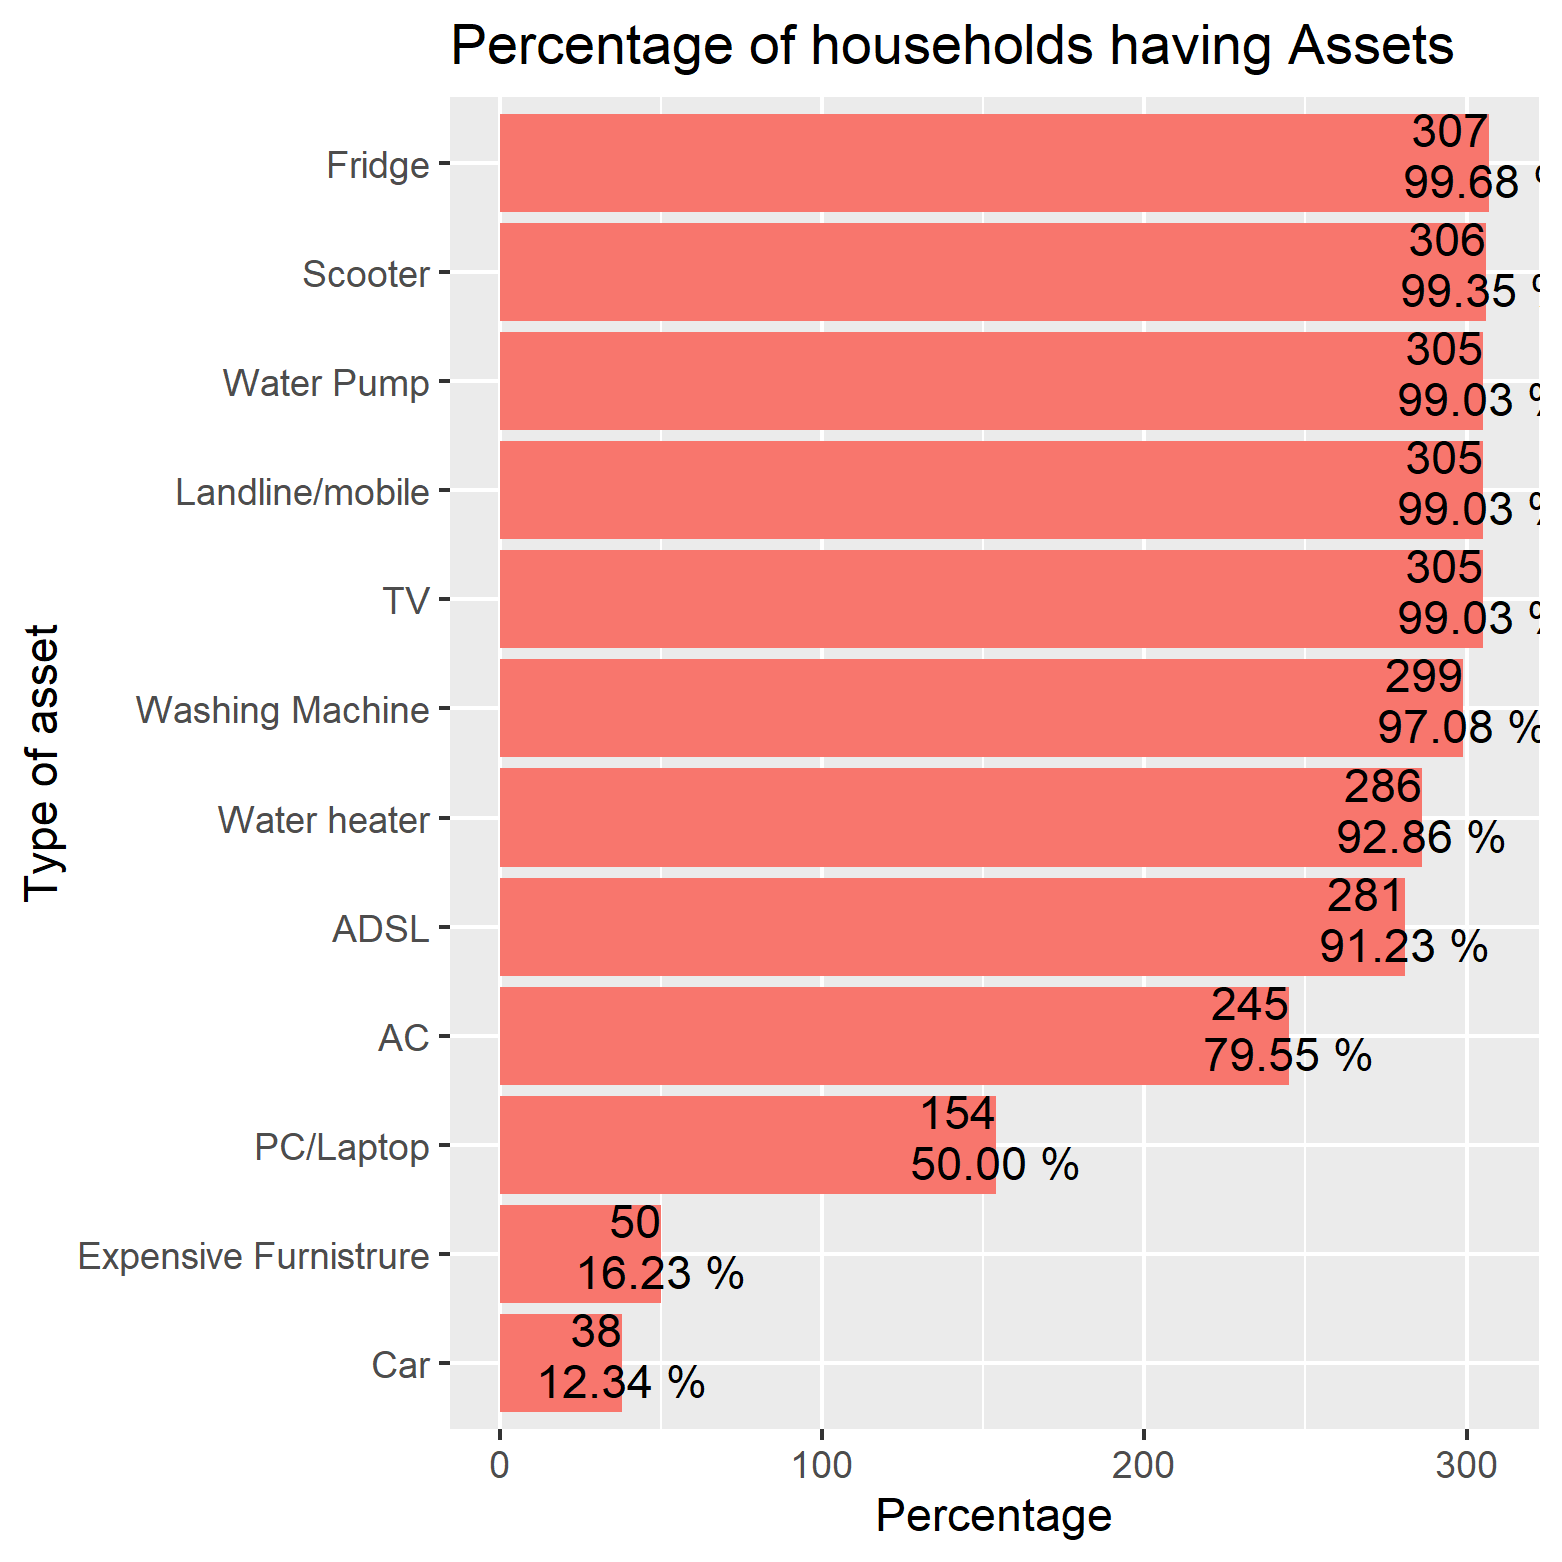 Percentage of households having Assets
Type of asset
Fridge
307
99.68 %
Scooter
306
99.35 %
Water Pump
305
99.03 %
Landline/mobile
305
99.03 %
TV
305
99.03 %
Washing Machine
299
97.08 %
Water heater
286
92.86 %
ADSL
281
91.23 %
AC
245
79.55 %
PC/Laptop
154
50.00 %
Expensive Furnistrure
50
16.23 %
Car
38
12.34 %
0 100 200 300
Percentage